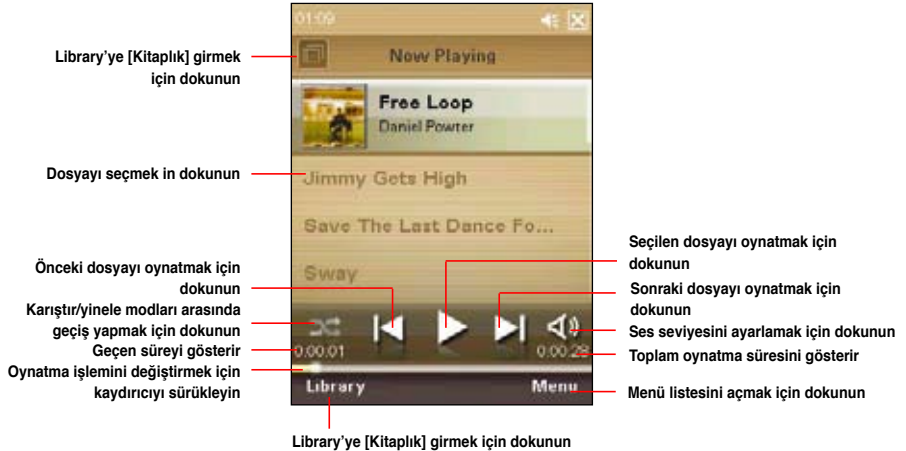 01:09
Now Playing
Free Loop
Daniel Powter
Jimmy Gets High
Save The Last Dance Fo...
Sway
0:00:01
0:00:28
Library
Menu
Library'ye [Kitaplık] girmek
için dokunun
Dosyayı seçmek in dokunun
Önceki dosyayı oynatmak için
dokunun
Karıştır/yinele modları arasında
geçiş yapmak için dokunun
Geçen süreyi gösterir
Oynatma işlemini değiştirmek için
kaydırıcıyı sürükleyin
Seçilen dosyayı oynatmak için
dokunun
Sonraki dosyayı oynatmak için
dokunun
Ses seviyesini ayarlamak için dokunun
Toplam oynatma süresini gösterir
Menü listesini açmak için dokunun
Library'ye [Kitaplık] girmek için dokunun